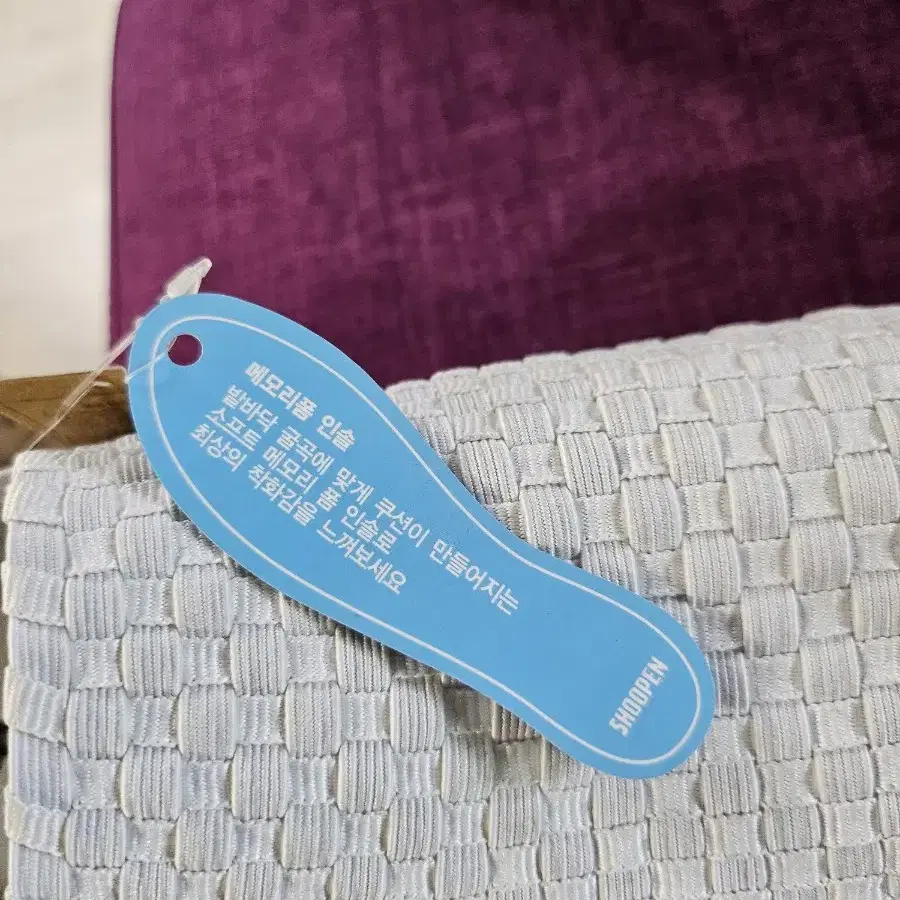 메모리폼 인솔
발바닥 굴곡에 맞게 쿠션이 만들어지는
소프트 메모리 폼 인솔로
최상의 착화감을 느껴보세요
SHOOPEN